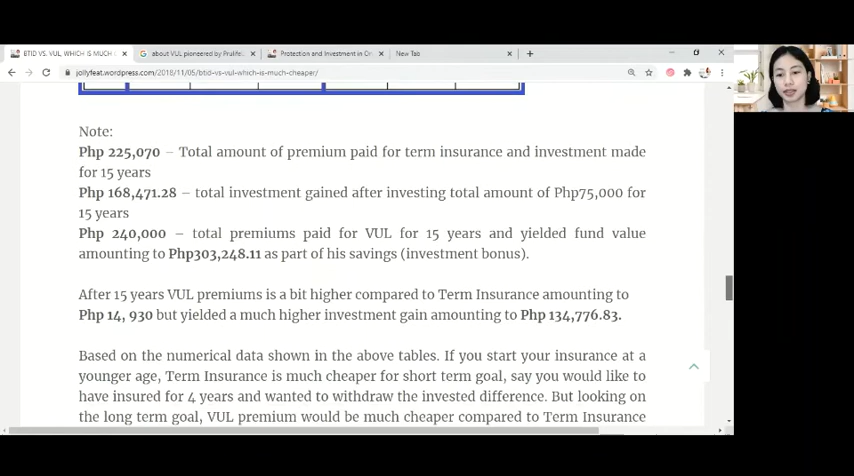 BTID VS. VUL, WHICH IS MUCH
about VUL pioneered by Prulife
Protection and Investment in On
New Tab
jollyfeat.wordpress.com/2018/11/05/btid-vs-vul-which-is-much-cheaper/
Note:
Php 225,070 – Total amount of premium paid for term insurance and investment made
for 15 years
Php 168,471.28 – total investment gained after investing total amount of Php75,000 for
15 years
Php 240,000 – total premiums paid for VUL for 15 years and yielded fund value
amounting to Php303,248.11 as part of his savings (investment bonus).
After 15 years VUL premiums is a bit higher compared to Term Insurance amounting to
Php 14, 930 but yielded a much higher investment gain amounting to Php 134,776.83.
Based on the numerical data shown in the above tables. If you start your insurance at a
younger age, Term Insurance is much cheaper for short term goal, say you would like to
have insured for 4 years and wanted to withdraw the invested difference. But looking on
the long term goal, VUL premium would be much cheaper compared to Term Insurance